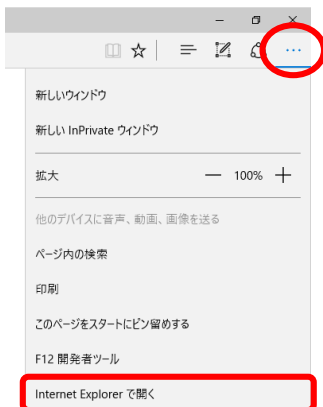 新しいウィンドウ
新しい InPrivate ウィンドウ
拡大 100%
他のデバイスに音声、動画、画像を送る
ページ内の検索
印刷
このページをスタートにピン留めする
F12 開発者ツール
Internet Explorer で開く